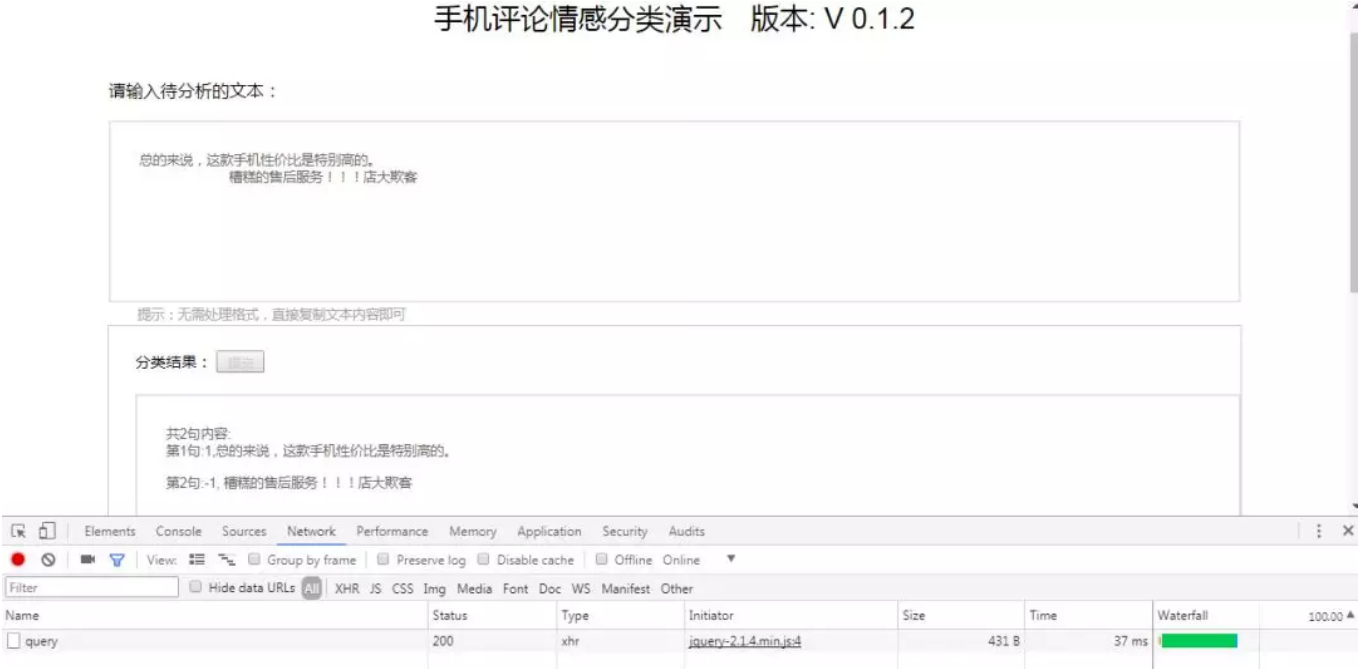 手机评论情感分类演示 版本: V 0.1.2
请输入待分析的文本：
总的来说，这款手机性价比是特别高的。
糟糕的售后服务！！！店大欺客
提示：无需处理格式，直接复制文本内容即可
分类结果：
共2句内容:
第1句:1,总的来说，这款手机性价比是特别高的。
第2句:-1, 糟糕的售后服务！！！店大欺客
Elements Console Sources Network Performance Memory Application Security Audits
View: Group by frame Preserve log Disable cache Offline Online
Filter Hide data URLs All XHR JS CSS Img Media Font Doc WS Manifest Other
Name Status Type Initiator Size Time Waterfall 100.00
query 200 xhr jquery-2.1.4.min.js:4 431 B 37 ms